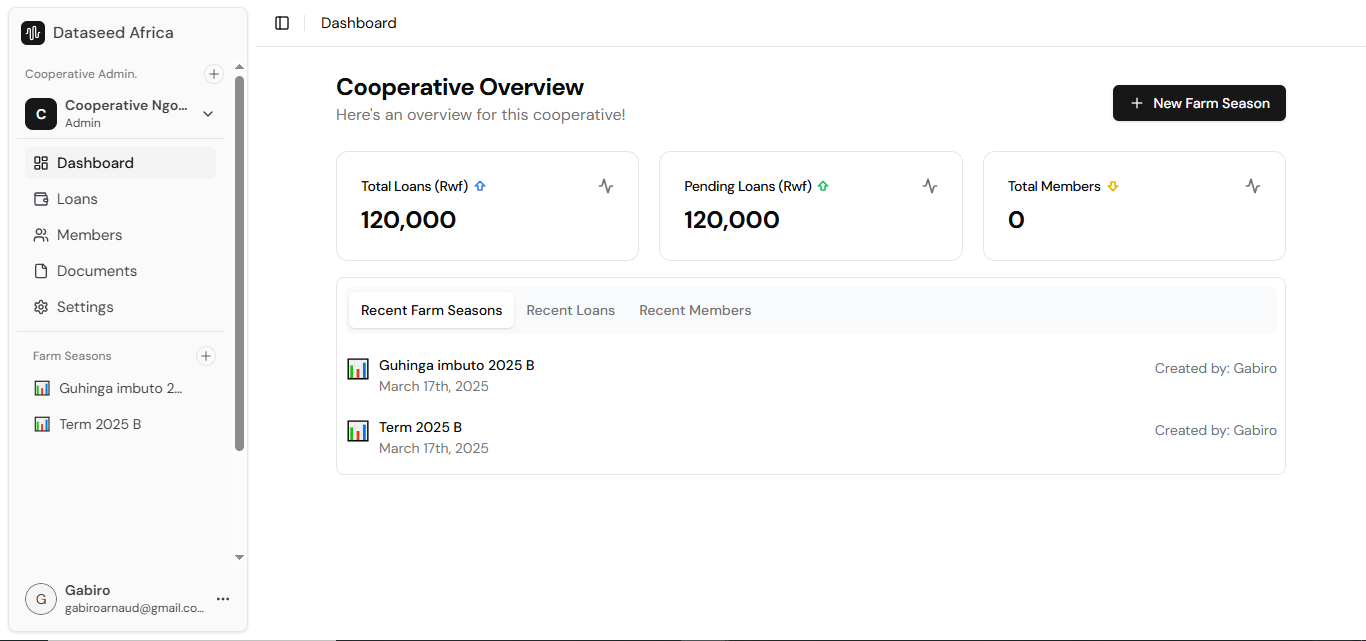 Dataseed Africa
Cooperative Admin.
C
Cooperative Ngo...
Admin
Dashboard
Loans
Members
Documents
Settings
Farm Seasons
Guhinga imbuto 2...
Term 2025 B
G
Gabiro
gabiroarnaud@gmail.co...
Dashboard
Cooperative Overview
Here's an overview for this cooperative!
New Farm Season
Total Loans (Rwf)
120,000
Pending Loans (Rwf)
120,000
Total Members
0
Recent Farm Seasons Recent Loans Recent Members
Guhinga imbuto 2025 B
March 17th, 2025
Created by: Gabiro
Term 2025 B
March 17th, 2025
Created by: Gabiro